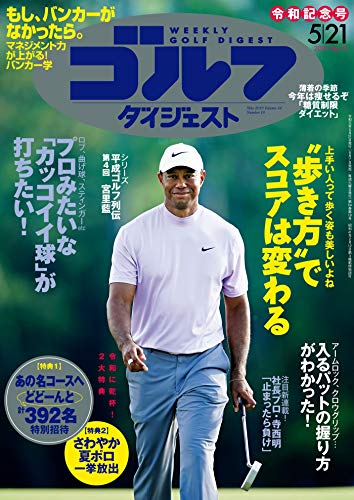 もし、バンカーが
なかったら。
マネジメント力
が上がる!
バンカー学
WEEKLY
GOLF DIGEST
ゴルフ
ダイジェスト
令和記念号
5/21
薄着の季節
今年は痩せるぞ
「糖質制限
ダイエット」
上手い人って歩く姿も美しいよね
“歩き方”で
スコアは変わる
シリーズ
平成ゴルフ列伝
第4回 宮里藍
ロブ、曲げ球、スティンガーetc
プロみたいな
「カッコイイ球」が
打ちたい!
アームロック、クロウグリップ…
入るパットの握り方
がわかった!
注目新連載!
社長プロ・寺西明
「止まったら負け」
令和に乾杯!
2大特典
【特典1】
あの名コースへ
どどーんと
計392名
特別招待
【特典2】
さわやか
夏ポロ
一挙放出